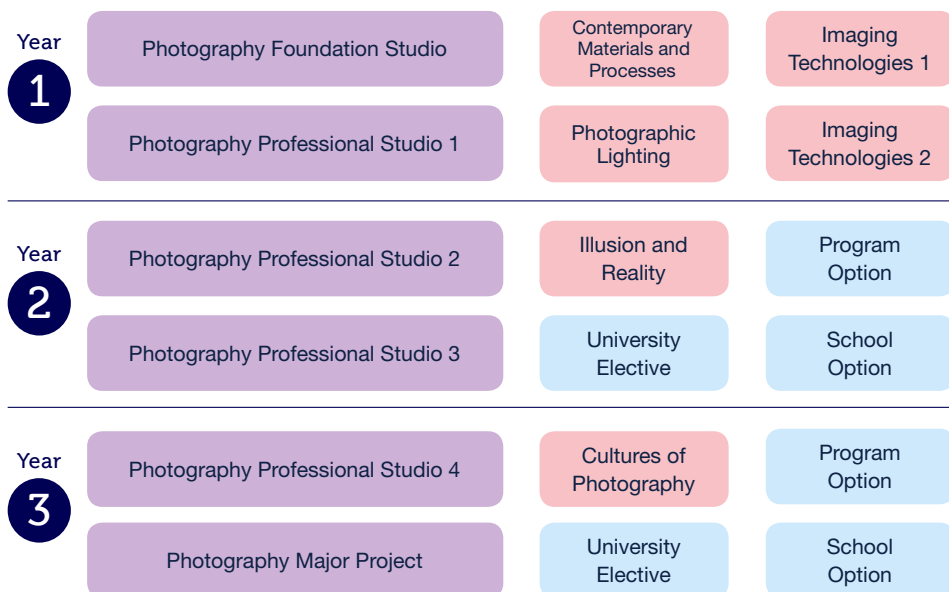 Year
1
Photography Foundation Studio
Contemporary
Materials and
Processes
Imaging
Technologies 1
Photography Professional Studio 1
Photographic
Lighting
Imaging
Technologies 2
Year
2
Photography Professional Studio 2
Illusion and
Reality
Program
Option
Photography Professional Studio 3
University
Elective
School
Option
Year
3
Photography Professional Studio 4
Cultures of
Photography
Program
Option
Photography Major Project
University
Elective
School
Option